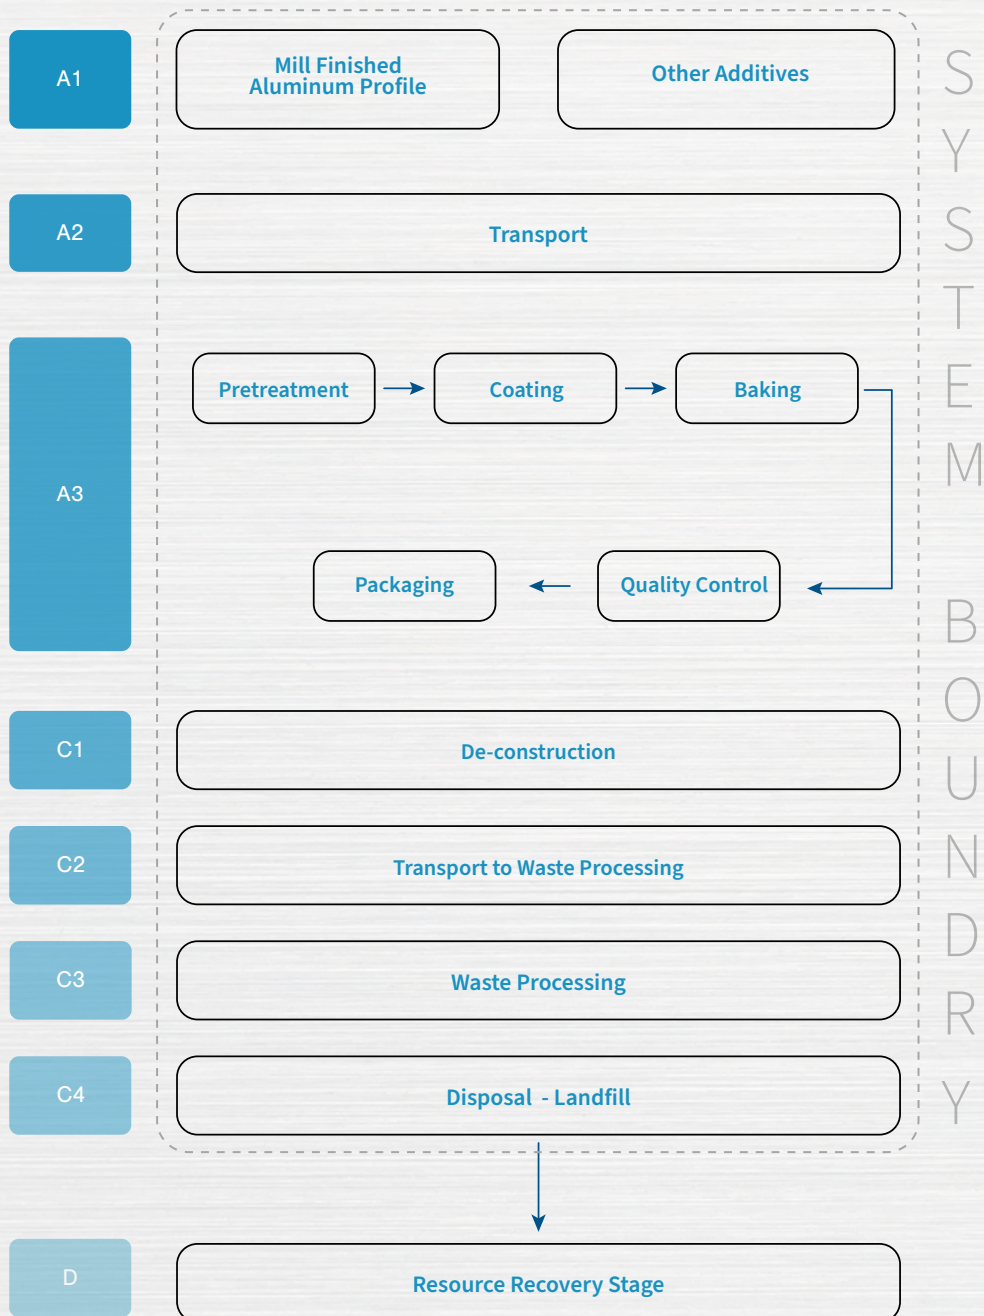 A1
Mill Finished
Aluminum Profile
Other Additives
A2
Transport
A3
Pretreatment
Coating
Baking
Packaging
Quality Control
C1
De-construction
C2
Transport to Waste Processing
C3
Waste Processing
C4
Disposal - Landfill
D
Resource Recovery Stage
SYSTEM BOUNDRY